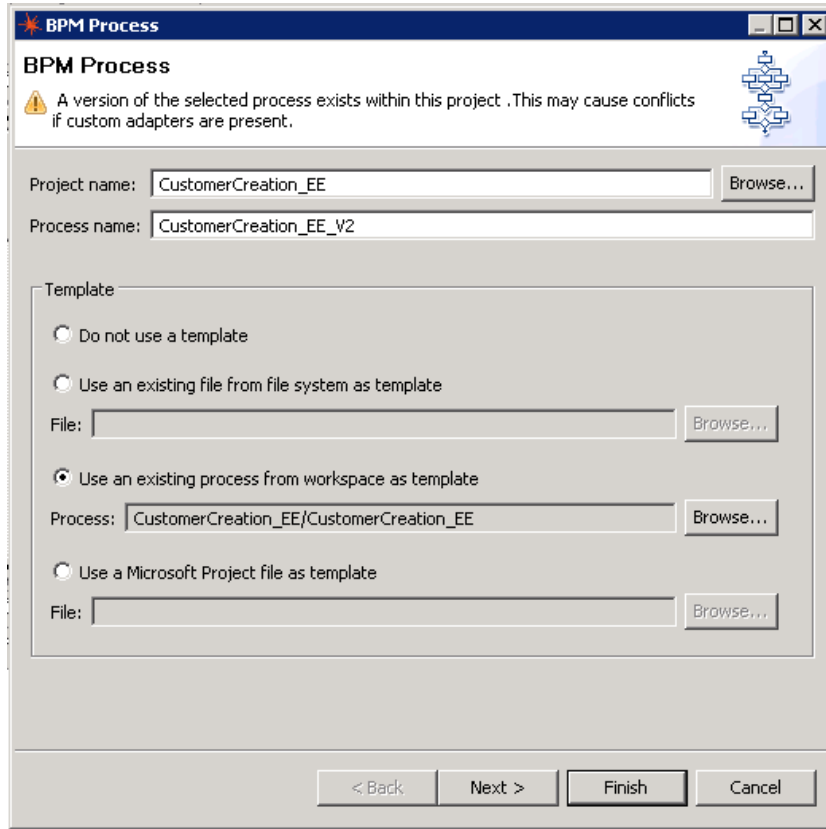 BPM Process
BPM Process
A version of the selected process exists within this project .This may cause conflicts
if custom adapters are present.
Project name: CustomerCreation_EE Browse...
Process name: CustomerCreation_EE_V2
Template
Do not use a template
Use an existing file from file system as template
File: Browse...
Use an existing process from workspace as template
Process: CustomerCreation_EE/CustomerCreation_EE Browse...
Use a Microsoft Project file as template
File: Browse...
< Back Next > Finish Cancel